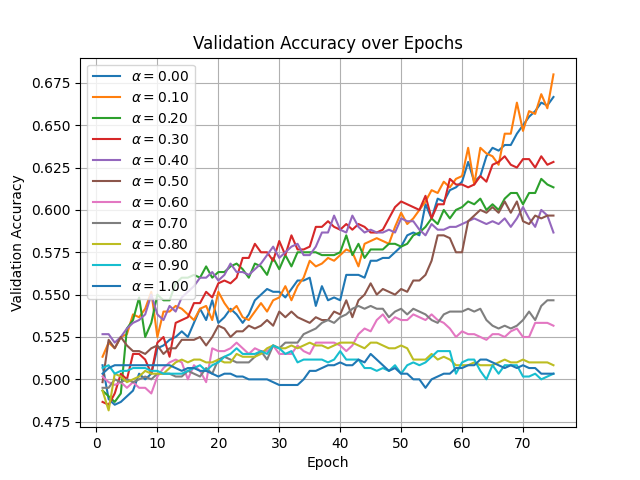 Validation Accuracy over Epochs
Validation Accuracy
0.675
0.650
0.625
0.600
0.575
0.550
0.525
0.500
0.475
α = 0.00
α = 0.10
α = 0.20
α = 0.30
α = 0.40
α = 0.50
α = 0.60
α = 0.70
α = 0.80
α = 0.90
α = 1.00
0 10 20 30 40 50 60 70
Epoch